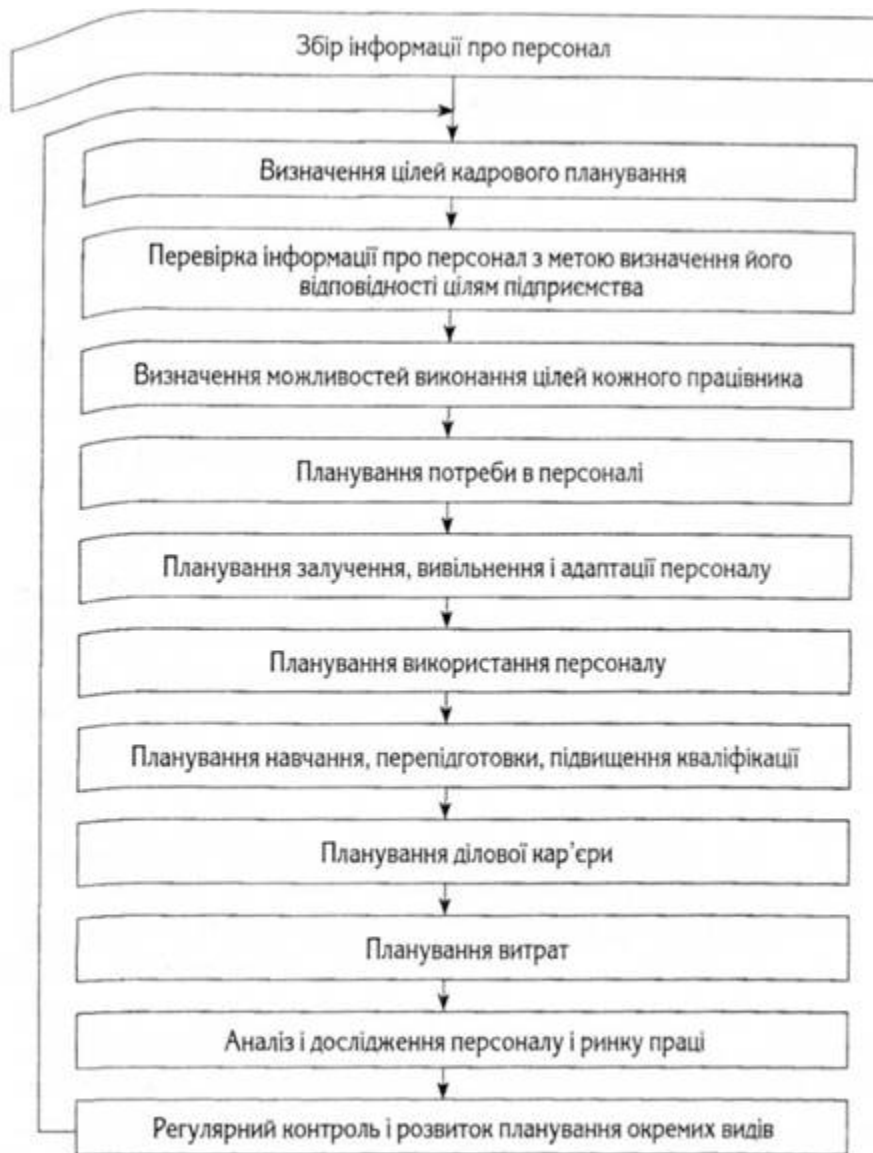 Збір інформації про персонал
Визначення цілей кадрового планування
Перевірка інформації про персонал з метою визначення його
відповідності цілям підприємства
Визначення можливостей виконання цілей кожного працівника
Планування потреби в персоналі
Планування залучення, вивільнення і адаптації персоналу
Планування використання персоналу
Планування навчання, перепідготовки, підвищення кваліфікації
Планування ділової кар’єри
Планування витрат
Аналіз і дослідження персоналу і ринку праці
Регулярний контроль і розвиток планування окремих видів